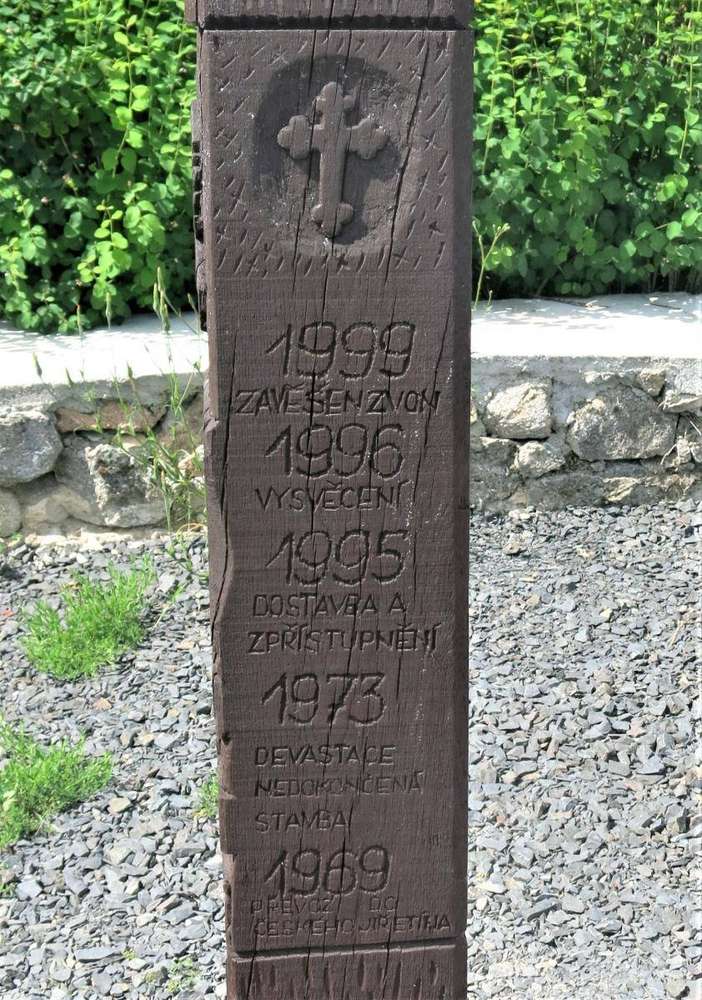 1999
ZAVĚŠEN ZVON
1996
VYSVĚCENÍ
1995
DOSTAVBA A
ZPŘÍSTUPNĚNÍ
1973
DEVASTACE
NEDOKONČENÁ
STAVBA
1969
PŘEVOZ DO
ČESKÉHO JIŘETÍNA